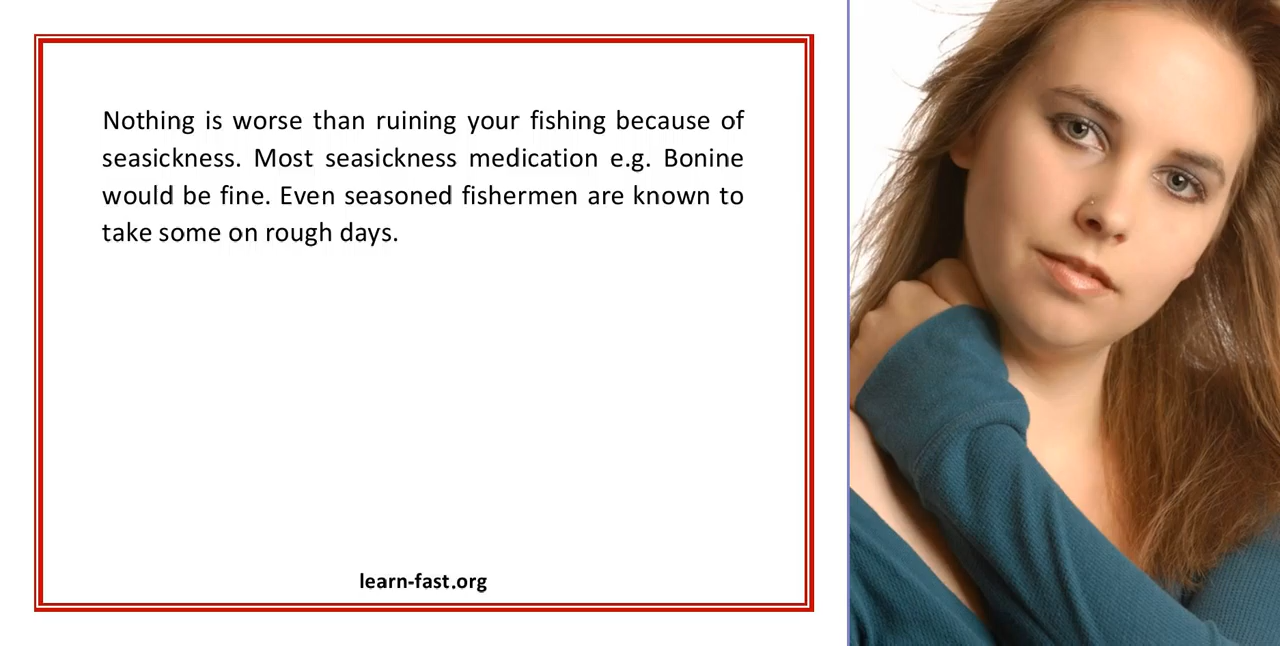 Nothing is worse than ruining your fishing because of
seasickness. Most seasickness medication e.g. Bonine
would be fine. Even seasoned fishermen are known to
take some on rough days.
learn-fast.org